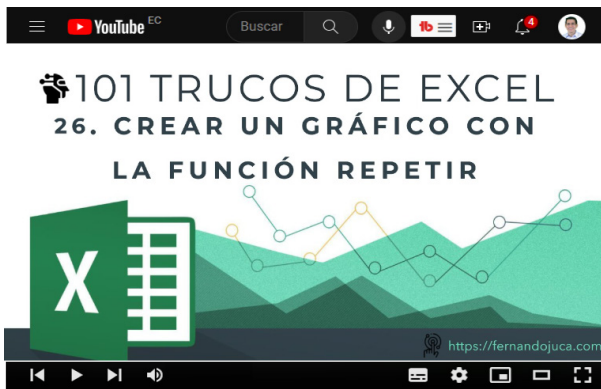 YouTube EC
Buscar
4
101 TRUCOS DE EXCEL
26. CREAR UN GRÁFICO CON
LA FUNCIÓN REPETIR
X
https://fernandojuca.com